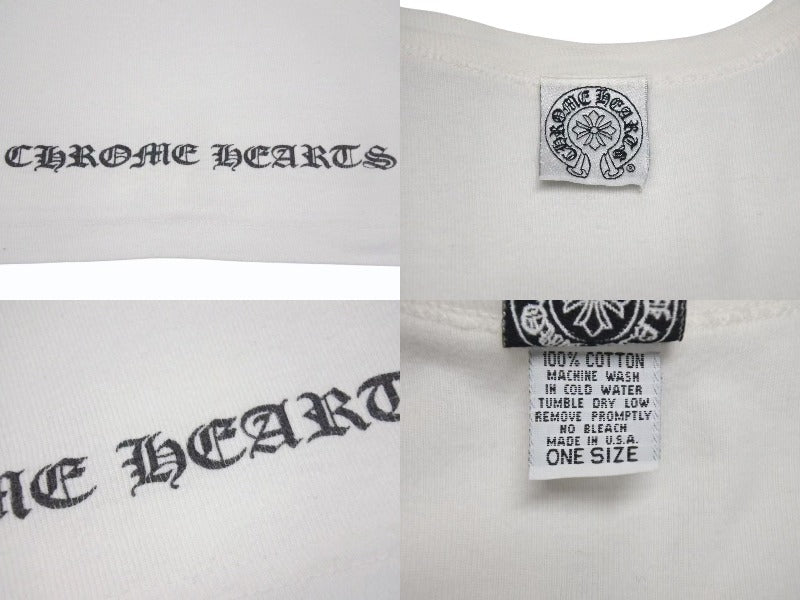 CHROME HEARTS
CHROME HEARTS
®
ME HEART
100% COTTON
MACHINE WASH
IN COLD WATER
TUMBLE DRY LOW
REMOVE PROMPTLY
NO BLEACH
MADE IN U.S.A.
ONE SIZE